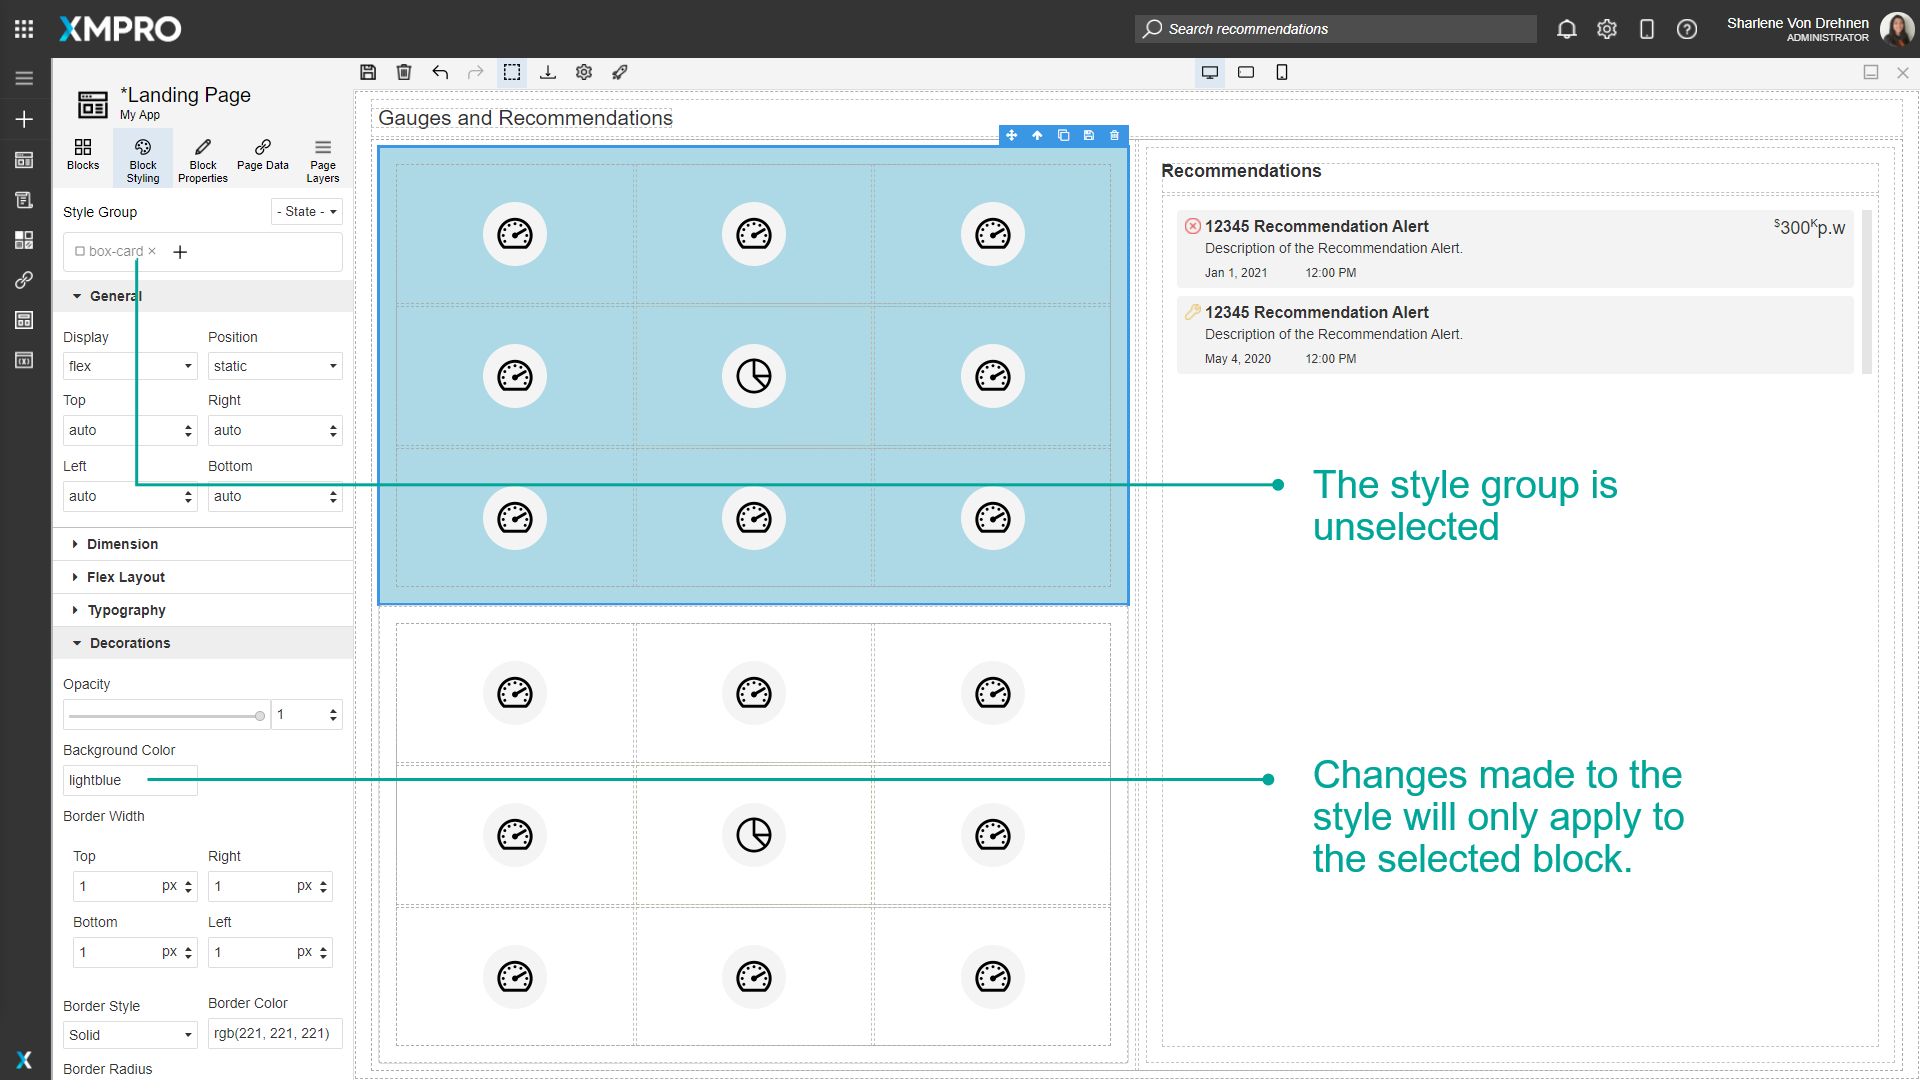 XMPRO
Search recommendations
Sharlene Von Drehnen
ADMINISTRATOR
*Landing Page
My App
Blocks
Block
Styling
Block
Properties
Page Data
Page
Layers
Style Group
- State -
box-card ×
General
Display
Position
flex
static
Top
Right
auto
auto
Left
Bottom
auto
auto
Dimension
Flex Layout
Typography
Decorations
Opacity
1
Background Color
lightblue
Border Width
Top
Right
1 px
1 px
Bottom
Left
1 px
1 px
Border Style
Border Color
Solid
rgb(221, 221, 221)
Border Radius
Gauges and Recommendations
Recommendations
12345 Recommendation Alert
$300Kp.w
Description of the Recommendation Alert.
Jan 1, 2021 12:00 PM
12345 Recommendation Alert
Description of the Recommendation Alert.
May 4, 2020 12:00 PM
The style group is
unselected
Changes made to the
style will only apply to
the selected block.